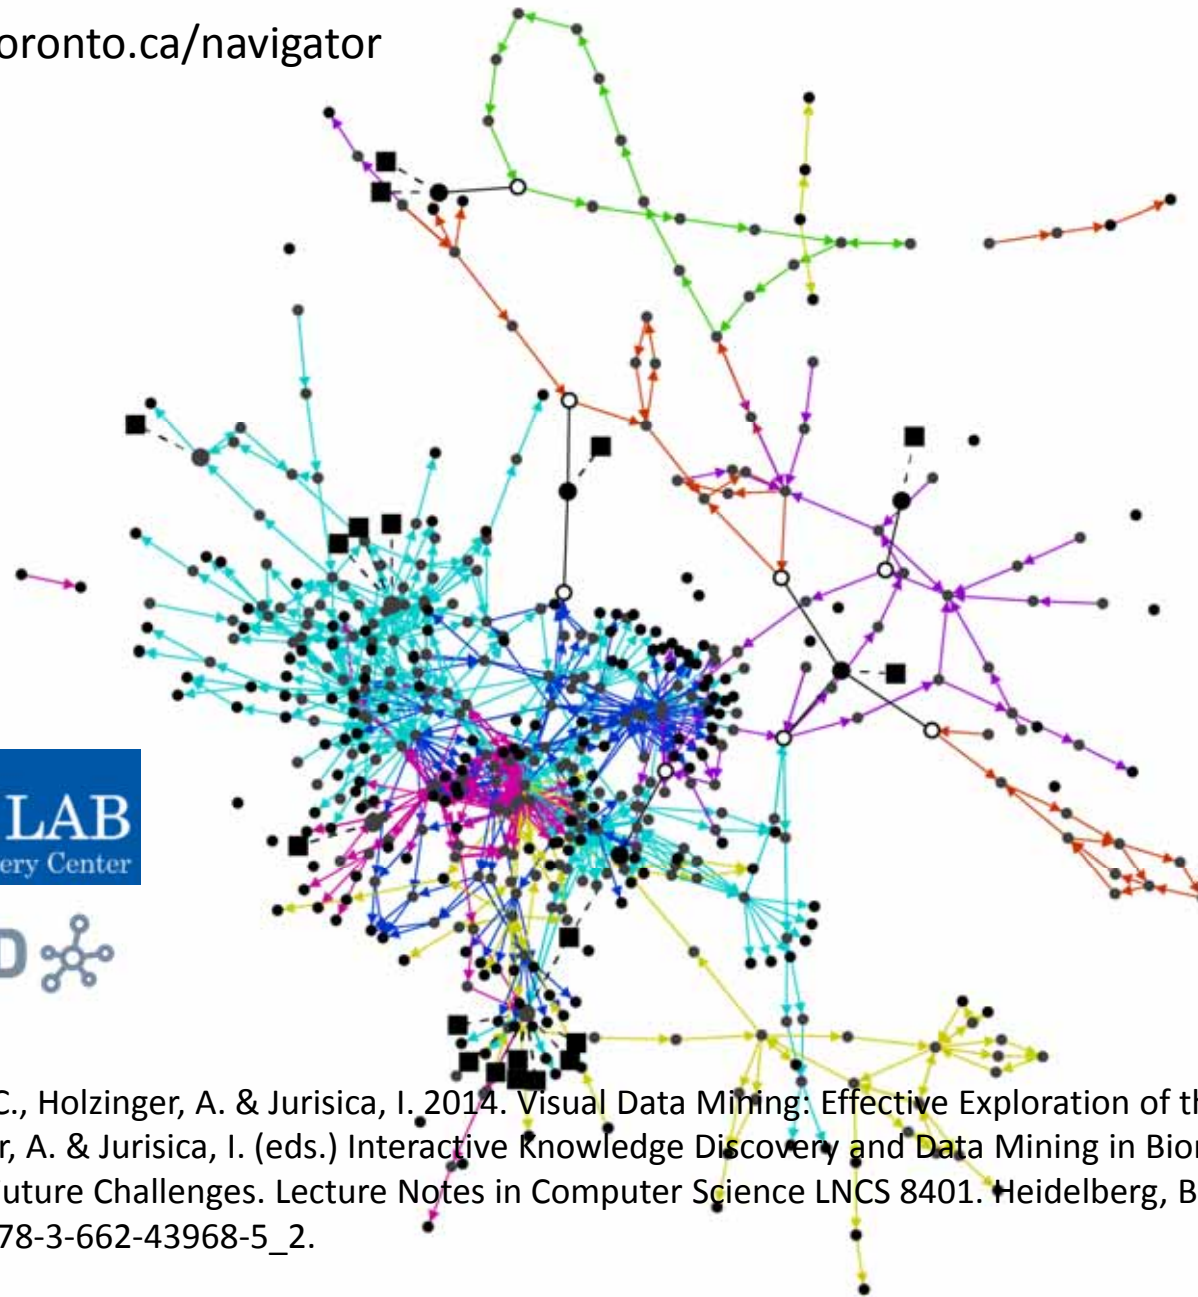 oronto.ca/navigator
LAB
ery Center
D
C., Holzinger, A. & Jurisica, I. 2014. Visual Data Mining: Effective Exploration of th
r, A. & Jurisica, I. (eds.) Interactive Knowledge Discovery and Data Mining in Bior
Future Challenges. Lecture Notes in Computer Science LNCS 8401. Heidelberg, B
78-3-662-43968-5_2.